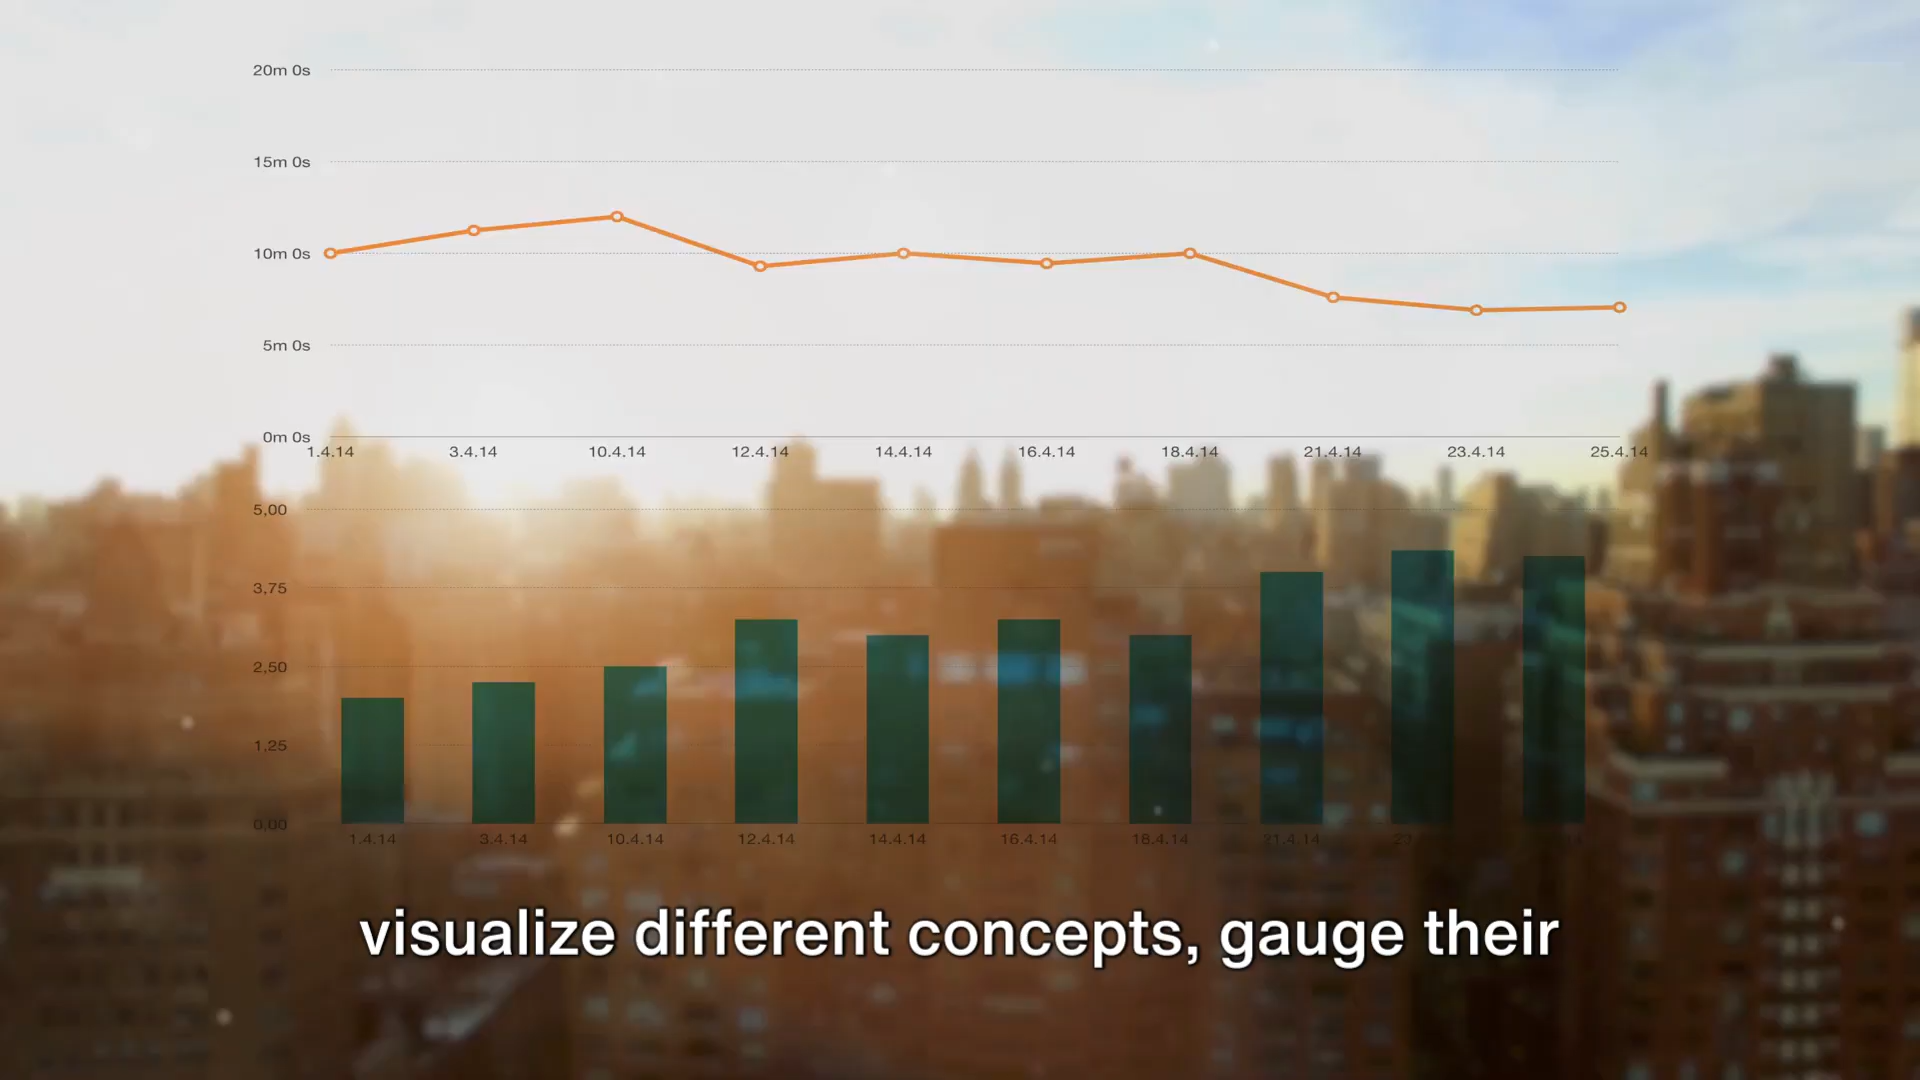 20m 0s
15m 0s
10m 0s
5m 0s
0m 0s
1.4.14 3.4.14 10.4.14 12.4.14 14.4.14 16.4.14 18.4.14 21.4.14 23.4.14 25.4.14
5,00
3,75
2,50
1,25
0,00
1.4.14 3.4.14 10.4.14 12.4.14 14.4.14 16.4.14 18.4.14 21.4.14
visualize different concepts, gauge their